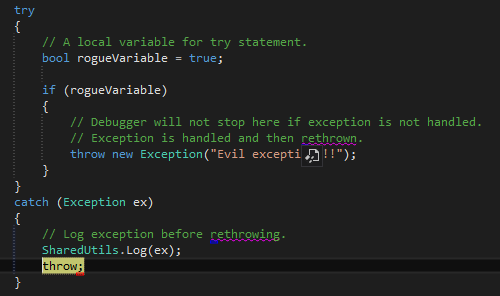 try
{
// A local variable for try statement.
bool rogueVariable = true;
if (rogueVariable)
{
// Debugger will not stop here if exception is not handled.
// Exception is handled and then rethrown.
throw new Exception("Evil excepti !!");
}
}
catch (Exception ex)
{
// Log exception before rethrowing.
SharedUtils.Log(ex);
throw;
}